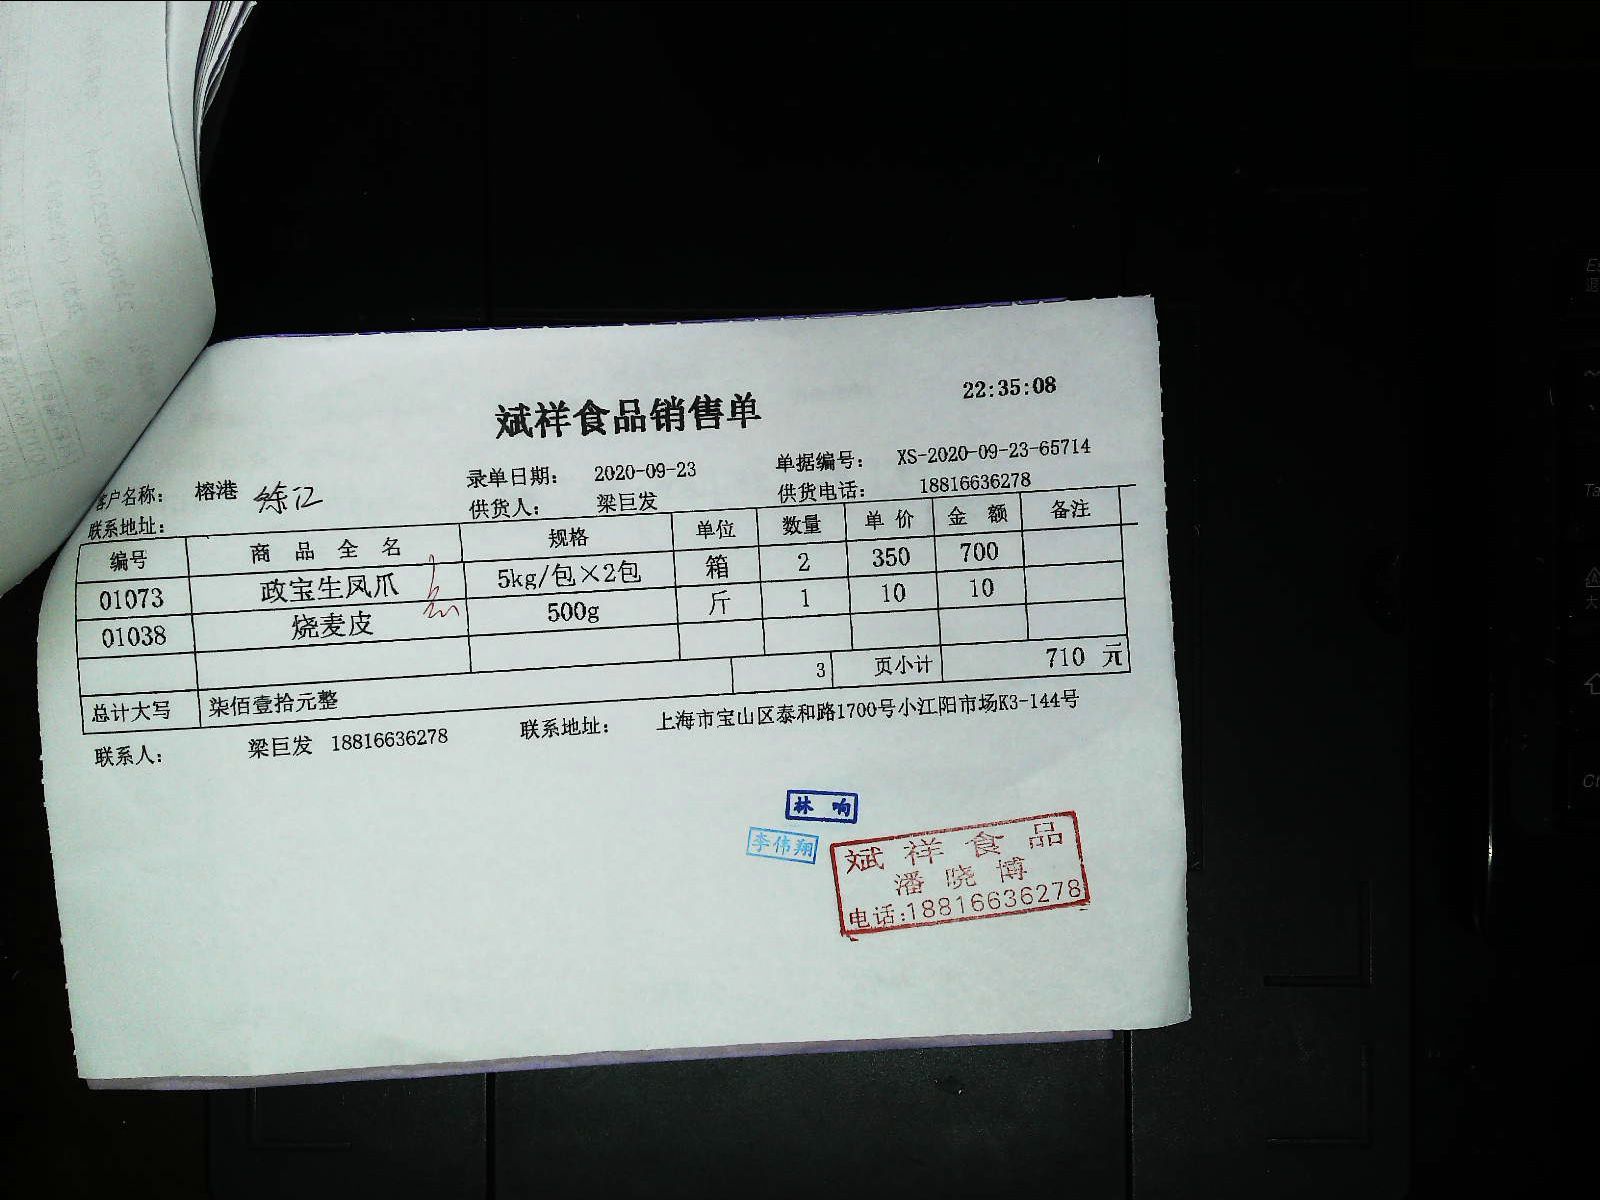 22:35:08
斌祥食品销售单
客户名称： 榕港 徐江 录单日期： 2020-09-23 单据编号： XS-2020-09-23-65714
联系地址： 供货人： 梁巨发 供货电话： 18816636278
编号 商品全名 规格 单位 数量 单价 金额 备注
01073 政宝生凤爪 5kg/包×2包 箱 2 350 700
01038 烧麦皮 500g 斤 1 10 10
3 页小计 710 元
总计大写 柒佰壹拾元整
联系人： 梁巨发 18816636278 联系地址： 上海市宝山区泰和路1700号小江阳市场K3-144号
林响
李伟翔
斌祥食品
潘晓博
电话:18816636278